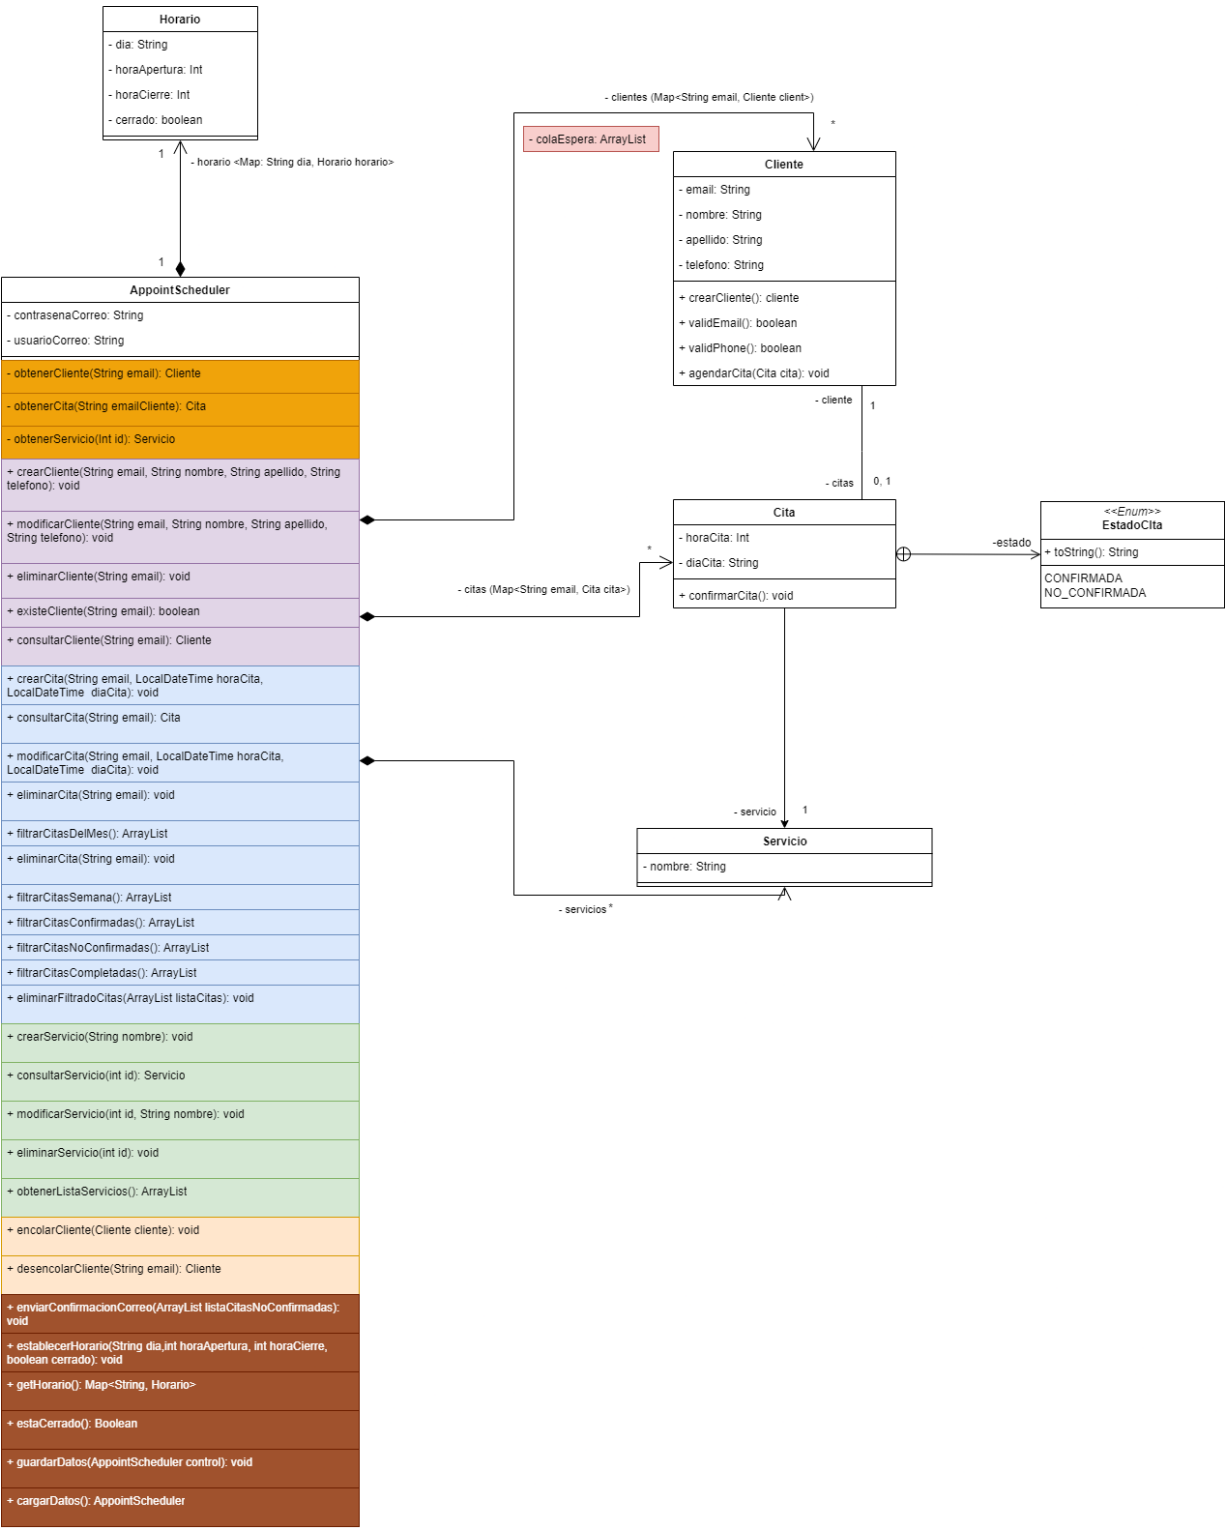 Horario
- dia: String
- horaApertura: Int
- horaCierre: Int
- cerrado: boolean
1
- horario <Map: String dia, Horario horario>
1
- clientes (Map<String email, Cliente client>)
*
- colaEspera: ArrayList
Cliente
- email: String
- nombre: String
- apellido: String
- telefono: String
+ crearCliente(): cliente
+ validEmail(): boolean
+ validPhone(): boolean
+ agendarCita(Cita cita): void
- cliente
1
- citas
0, 1
Cita
- horaCita: Int
- diaCita: String
+ confirmarCita(): void
-estado
<<Enum>>
EstadoCIta
+ toString(): String
CONFIRMADA
NO_CONFIRMADA
*
- citas (Map<String email, Cita cita>)
- servicio
1
Servicio
- nombre: String
- servicios
*
AppointScheduler
- contrasenaCorreo: String
- usuarioCorreo: String
- obtenerCliente(String email): Cliente
- obtenerCita(String emailCliente): Cita
- obtenerServicio(Int id): Servicio
+ crearCliente(String email, String nombre, String apellido, String
telefono): void
+ modificarCliente(String email, String nombre, String apellido,
String telefono): void
+ eliminarCliente(String email): void
+ existeCliente(String email): boolean
+ consultarCliente(String email): Cliente
+ crearCita(String email, LocalDateTime horaCita,
LocalDateTime  diaCita): void
+ consultarCita(String email): Cita
+ modificarCita(String email, LocalDateTime horaCita,
LocalDateTime  diaCita): void
+ eliminarCita(String email): void
+ filtrarCitasDelMes(): ArrayList
+ eliminarCita(String email): void
+ filtrarCitasSemana(): ArrayList
+ filtrarCitasConfirmadas(): ArrayList
+ filtrarCitasNoConfirmadas(): ArrayList
+ filtrarCitasCompletadas(): ArrayList
+ eliminarFiltradoCitas(ArrayList listaCitas): void
+ crearServicio(String nombre): void
+ consultarServicio(int id): Servicio
+ modificarServicio(int id, String nombre): void
+ eliminarServicio(int id): void
+ obtenerListaServicios(): ArrayList
+ encolarCliente(Cliente cliente): void
+ desencolarCliente(String email): Cliente
+ enviarConfirmacionCorreo(ArrayList listaCitasNoConfirmadas):
void
+ establecerHorario(String dia,int horaApertura, int horaCierre,
boolean cerrado): void
+ getHorario(): Map<String, Horario>
+ estaCerrado(): Boolean
+ guardarDatos(AppointScheduler control): void
+ cargarDatos(): AppointScheduler